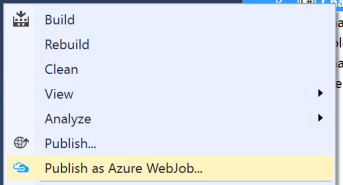 Build
Rebuild
Clean
View
Analyze
Publish...
Publish as Azure WebJob...